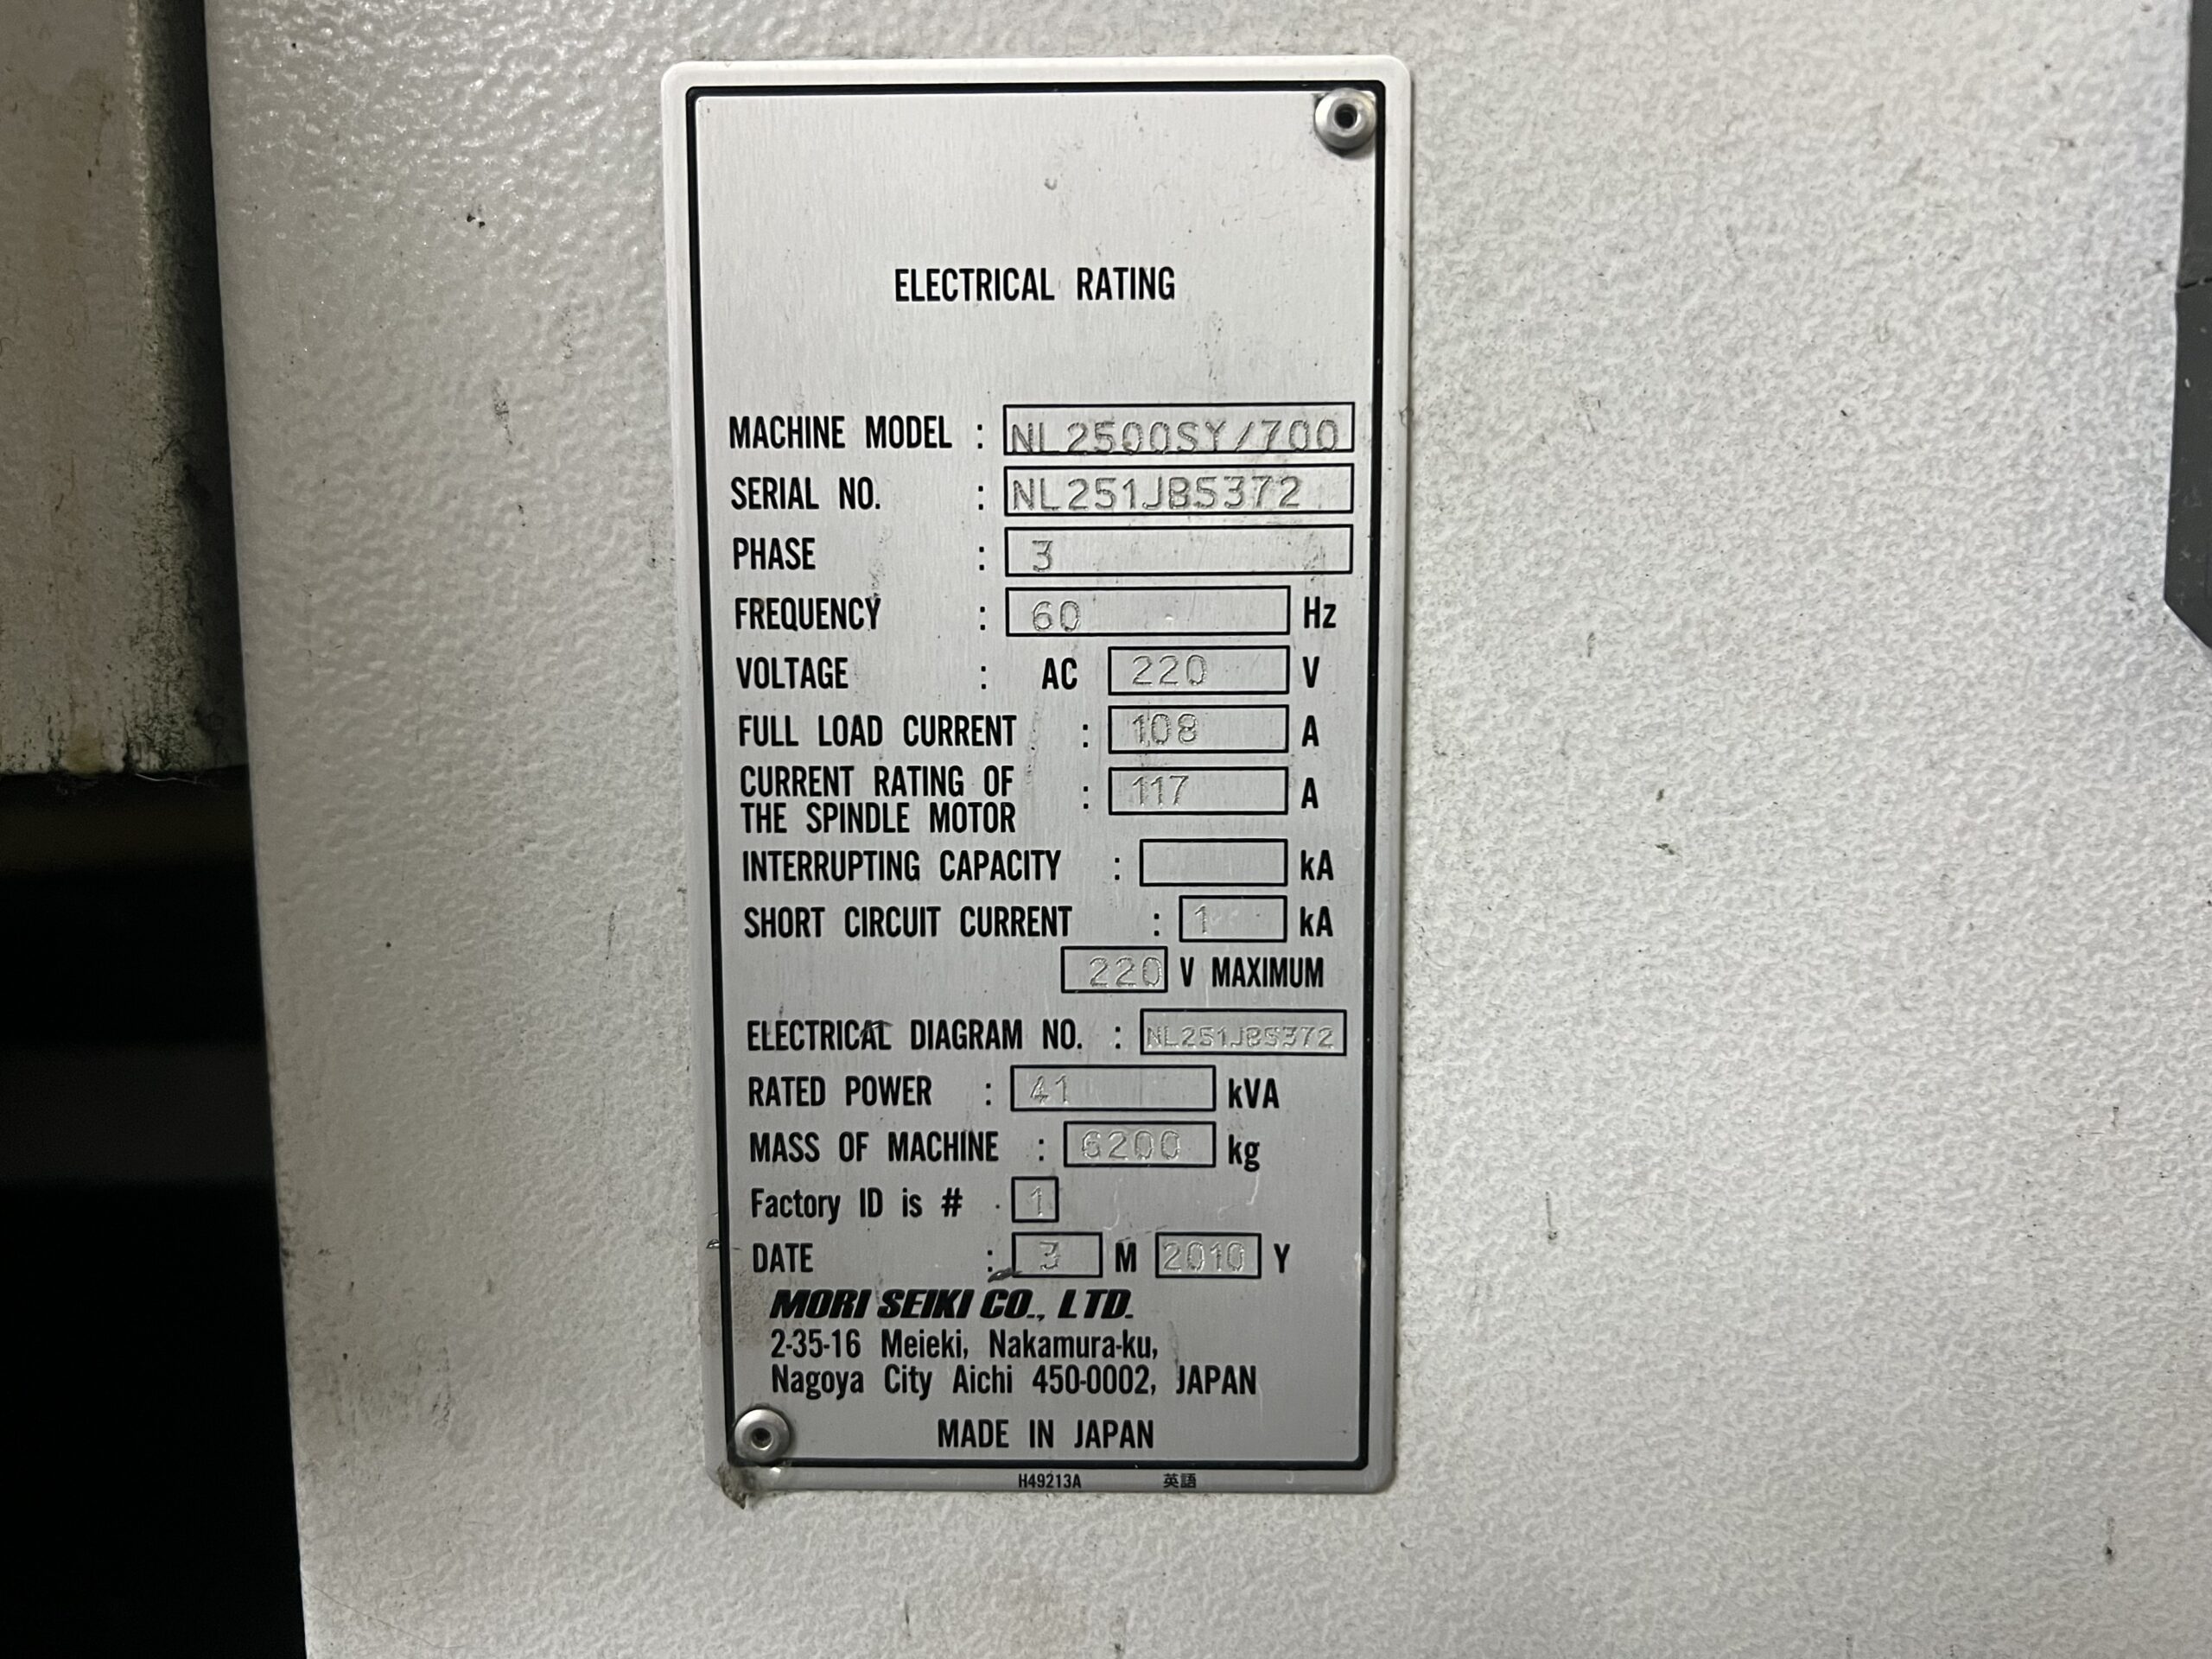 ELECTRICAL RATING
MACHINE MODEL : NL2500SY/700
SERIAL NO. : NL251JB5372
PHASE : 3
FREQUENCY : 60 Hz
VOLTAGE : AC 220 V
FULL LOAD CURRENT : 108 A
CURRENT RATING OF
THE SPINDLE MOTOR : 117 A
INTERRUPTING CAPACITY : kA
SHORT CIRCUIT CURRENT : 1 kA
220 V MAXIMUM
ELECTRICAL DIAGRAM NO. : NL251JB5372
RATED POWER : 41 kVA
MASS OF MACHINE : 6200 kg
Factory ID is # 1
DATE : 3 M 2010 Y
MORI SEIKI CO., LTD.
2-35-16 Meieki, Nakamura-ku,
Nagoya City Aichi 450-0002, JAPAN
MADE IN JAPAN
H49213A 英語